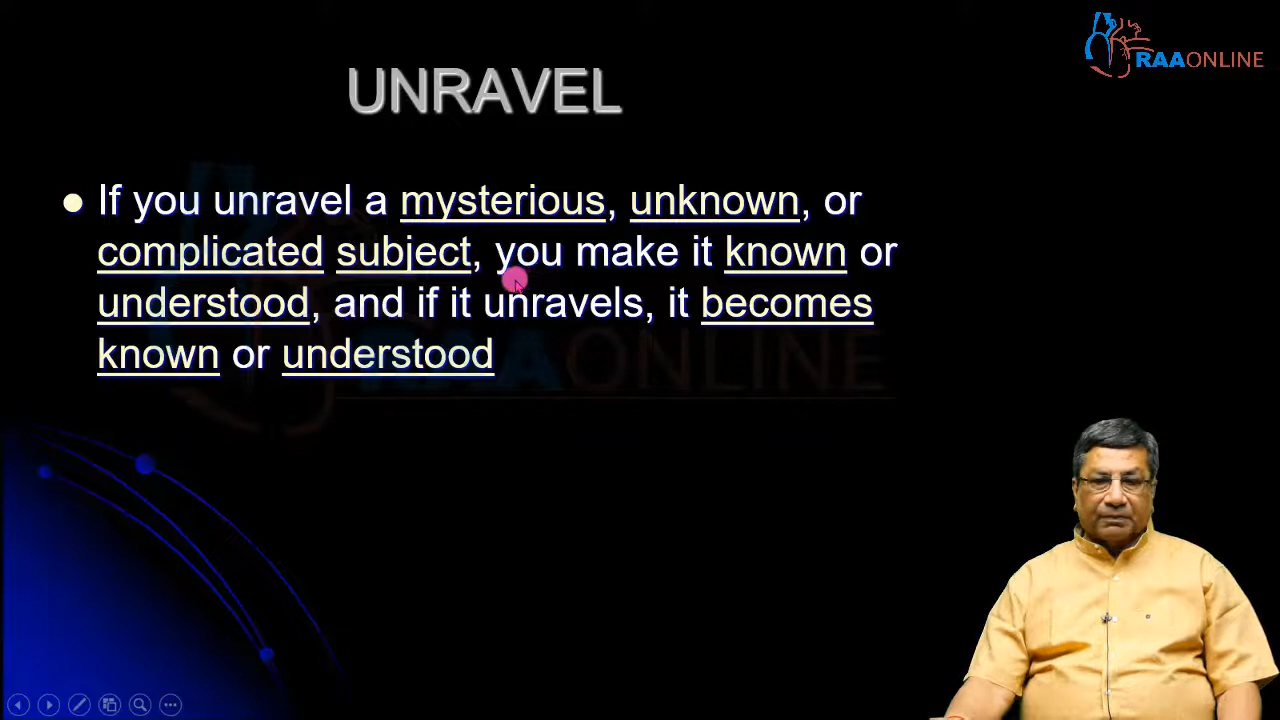 RAAONLINE
UNRAVEL
If you unravel a mysterious, unknown, or
complicated subject, you make it known or
understood, and if it unravels, it becomes
known or understood
RAAONLINE